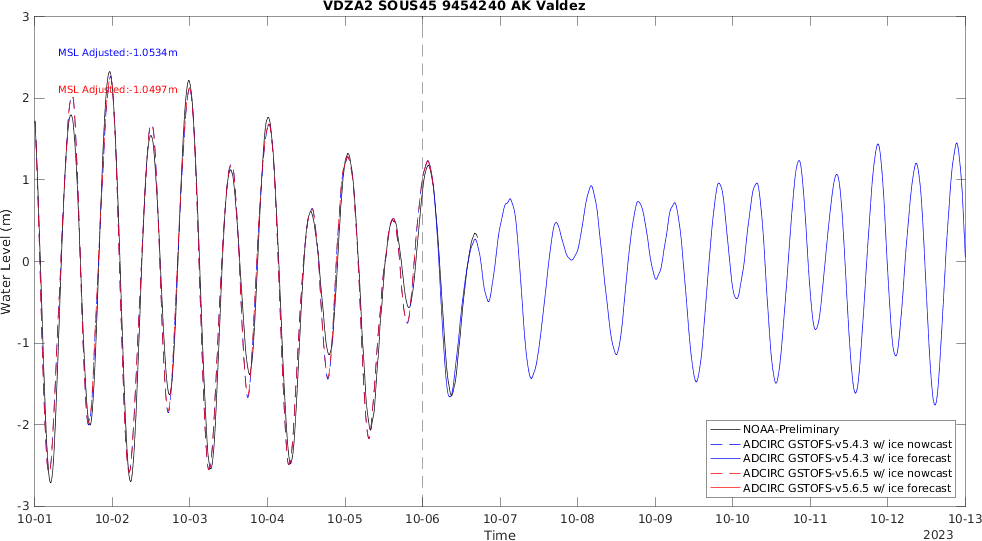 VDZA2 SOUS45 9454240 AK Valdez
3
MSL Adjusted:-1.0534m
MSL Adjusted:-1.0497m
2
1
0
-1
-2
-3
Water Level (m)
NOAA-Preliminary
ADCIRC GSTOFS-v5.4.3 w/ ice nowcast
ADCIRC GSTOFS-v5.4.3 w/ ice forecast
ADCIRC GSTOFS-v5.6.5 w/ ice nowcast
ADCIRC GSTOFS-v5.6.5 w/ ice forecast
10-01 10-02 10-03 10-04 10-05 10-06 10-07 10-08 10-09 10-10 10-11 10-12 10-13
Time
2023